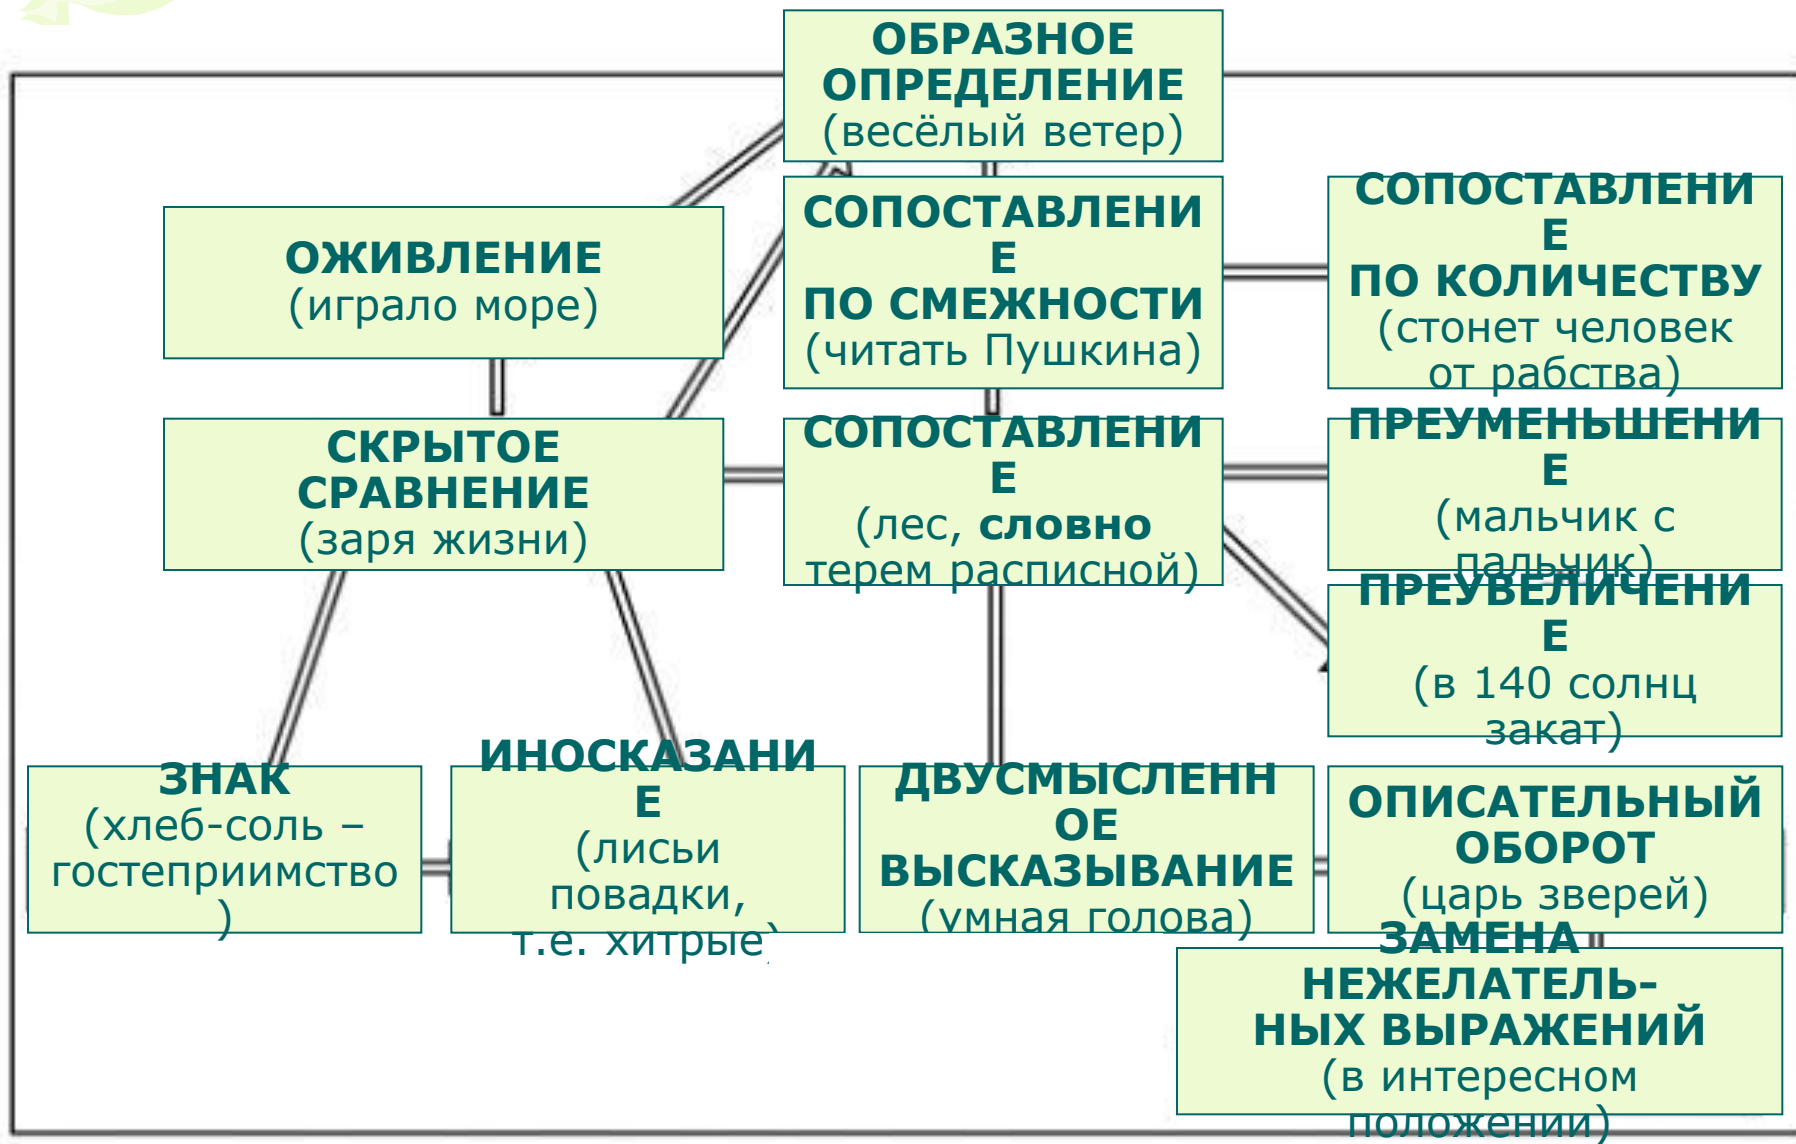 ОБРАЗНОЕ
ОПРЕДЕЛЕНИЕ
(весёлый ветер)
ОЖИВЛЕНИЕ
(играло море)
СОПОСТАВЛЕНИ
Е
ПО СМЕЖНОСТИ
(читать Пушкина)
СОПОСТАВЛЕНИ
Е
ПО КОЛИЧЕСТВУ
(стонет человек
от рабства)
СКРЫТОЕ
СРАВНЕНИЕ
(заря жизни)
СОПОСТАВЛЕНИ
Е
(лес, словно
терем расписной)
ПРЕУМЕНЬШЕНИ
Е
(мальчик с
пальчик)
ПРЕУВЕЛИЧЕНИ
Е
(в 140 солнц
закат)
ЗНАК
(хлеб-соль –
гостеприимство
)
ИНОСКАЗАНИ
Е
(лисьи
повадки,
т.е. хитрые)
ДВУСМЫСЛЕНН
ОЕ
ВЫСКАЗЫВАНИЕ
(умная голова)
ОПИСАТЕЛЬНЫЙ
ОБОРОТ
(царь зверей)
ЗАМЕНА
НЕЖЕЛАТЕЛЬ-
НЫХ ВЫРАЖЕНИЙ
(в интересном
положении)